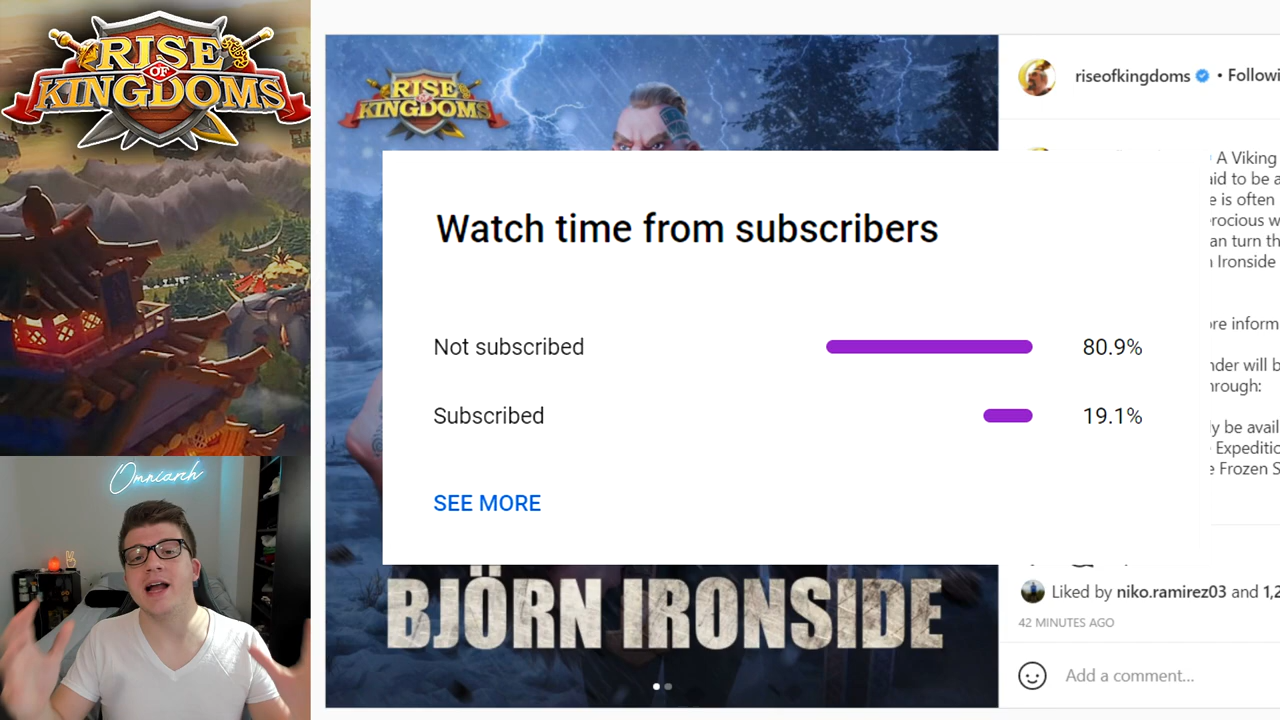 RISE
OF
KINGDOMS
Omniarch
RISE
OF
KINGDOMS
Watch time from subscribers
Not subscribed 80.9%
Subscribed 19.1%
SEE MORE
BJÖRN IRONSIDE
riseofkingdoms • Followi
A Viking
aid to be a
e is often
rocious w
an turn th
Ironside
re inform
nder will b
hrough:
ly be avail
Expeditio
e Frozen S
Liked by niko.ramirez03 and 1,2
42 MINUTES AGO
Add a comment...